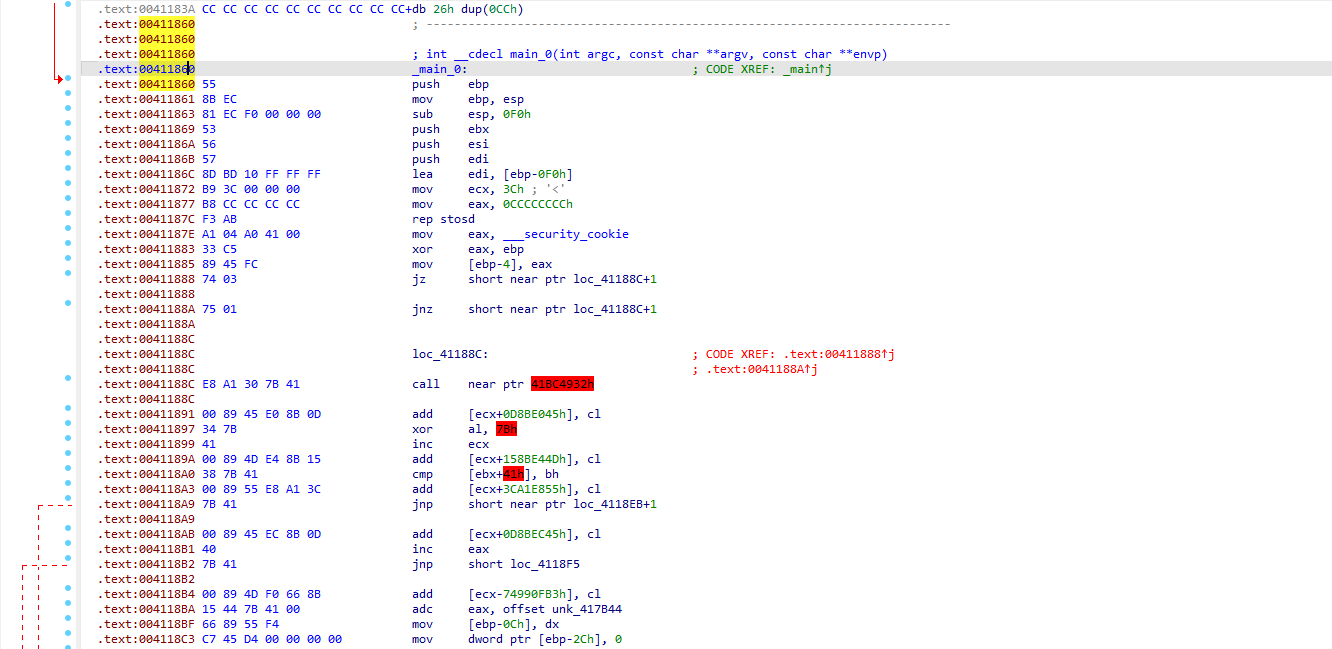 .text:0041183A CC CC CC CC CC CC CC CC CC CC+db 26h dup(0CCh)
.text:00411860 ; ---------------------------------------------------------------------------
.text:00411860
.text:00411860 ; int __cdecl main_0(int argc, const char **argv, const char **envp)
.text:00411860 _main_0: ; CODE XREF: _main↑j
.text:00411860 55 push ebp
.text:00411861 8B EC mov ebp, esp
.text:00411863 81 EC F0 00 00 00 sub esp, 0F0h
.text:00411869 53 push ebx
.text:0041186A 56 push esi
.text:0041186B 57 push edi
.text:0041186C 8D BD 10 FF FF FF lea edi, [ebp-0F0h]
.text:00411872 B9 3C 00 00 00 mov ecx, 3Ch ; '<'
.text:00411877 B8 CC CC CC CC mov eax, 0CCCCCCCCh
.text:0041187C F3 AB rep stosd
.text:0041187E A1 04 A0 41 00 mov eax, ___security_cookie
.text:00411883 33 C5 xor eax, ebp
.text:00411885 89 45 FC mov [ebp-4], eax
.text:00411888 74 03 jz short near ptr loc_41188C+1
.text:00411888
.text:0041188A 75 01 jnz short near ptr loc_41188C+1
.text:0041188A
.text:0041188C
.text:0041188C loc_41188C: ; CODE XREF: .text:00411888↑j
.text:0041188C ; .text:0041188A↑j
.text:0041188C E8 A1 30 7B 41 call near ptr 41BC4932h
.text:0041188C
.text:00411891 00 89 45 E0 8B 0D add [ecx+0D8BE045h], cl
.text:00411897 34 7B xor al, 7Bh
.text:00411899 41 inc ecx
.text:0041189A 00 89 4D E4 8B 15 add [ecx+158BE44Dh], cl
.text:004118A0 38 7B 41 cmp [ebx+41h], bh
.text:004118A3 00 89 55 E8 A1 3C add [ecx+3CA1E855h], cl
.text:004118A9 7B 41 jnp short near ptr loc_4118EB+1
.text:004118A9
.text:004118AB 00 89 45 EC 8B 0D add [ecx+0D8BEC45h], cl
.text:004118B1 40 inc eax
.text:004118B2 7B 41 jnp short loc_4118F5
.text:004118B2
.text:004118B4 00 89 4D F0 66 8B add [ecx-74990FB3h], cl
.text:004118BA 15 44 7B 41 00 adc eax, offset unk_417B44
.text:004118BF 66 89 55 F4 mov [ebp-0Ch], dx
.text:004118C3 C7 45 D4 00 00 00 00 mov dword ptr [ebp-2Ch], 0